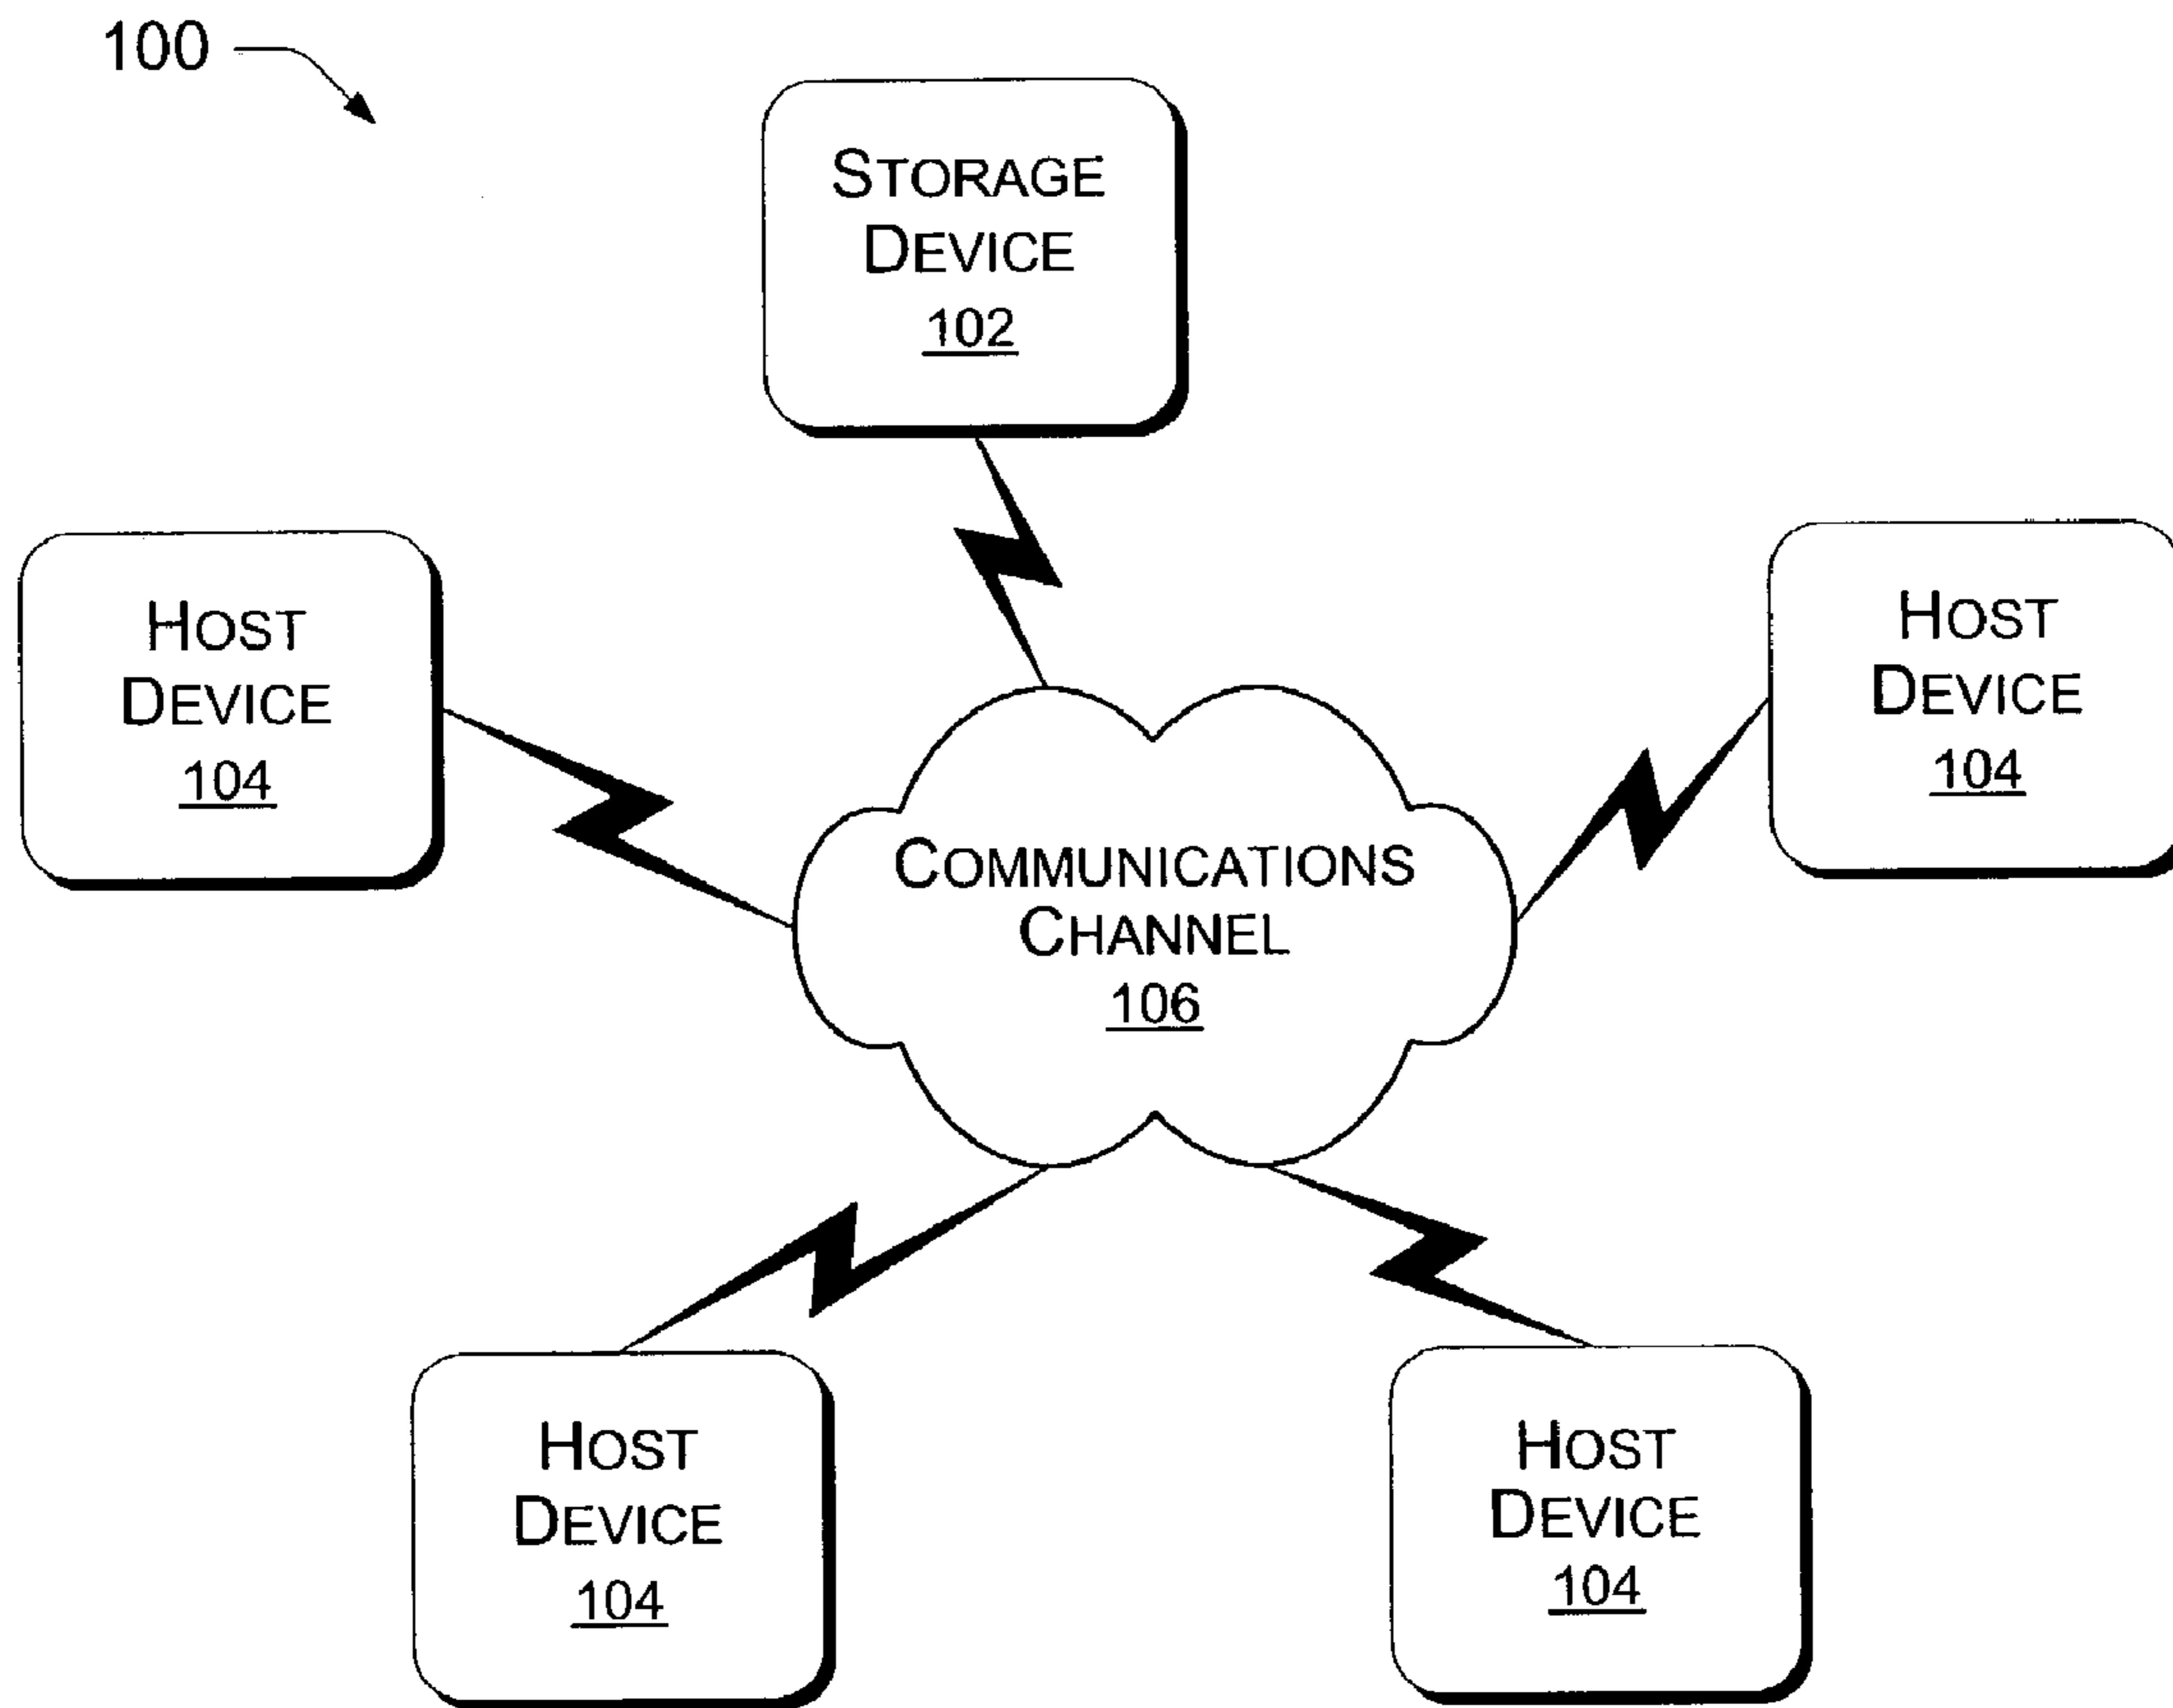 100
STORAGE
DEVICE
102
HOST
DEVICE
104
HOST
DEVICE
104
COMMUNICATIONS
CHANNEL
106
HOST
DEVICE
104
HOST
DEVICE
104